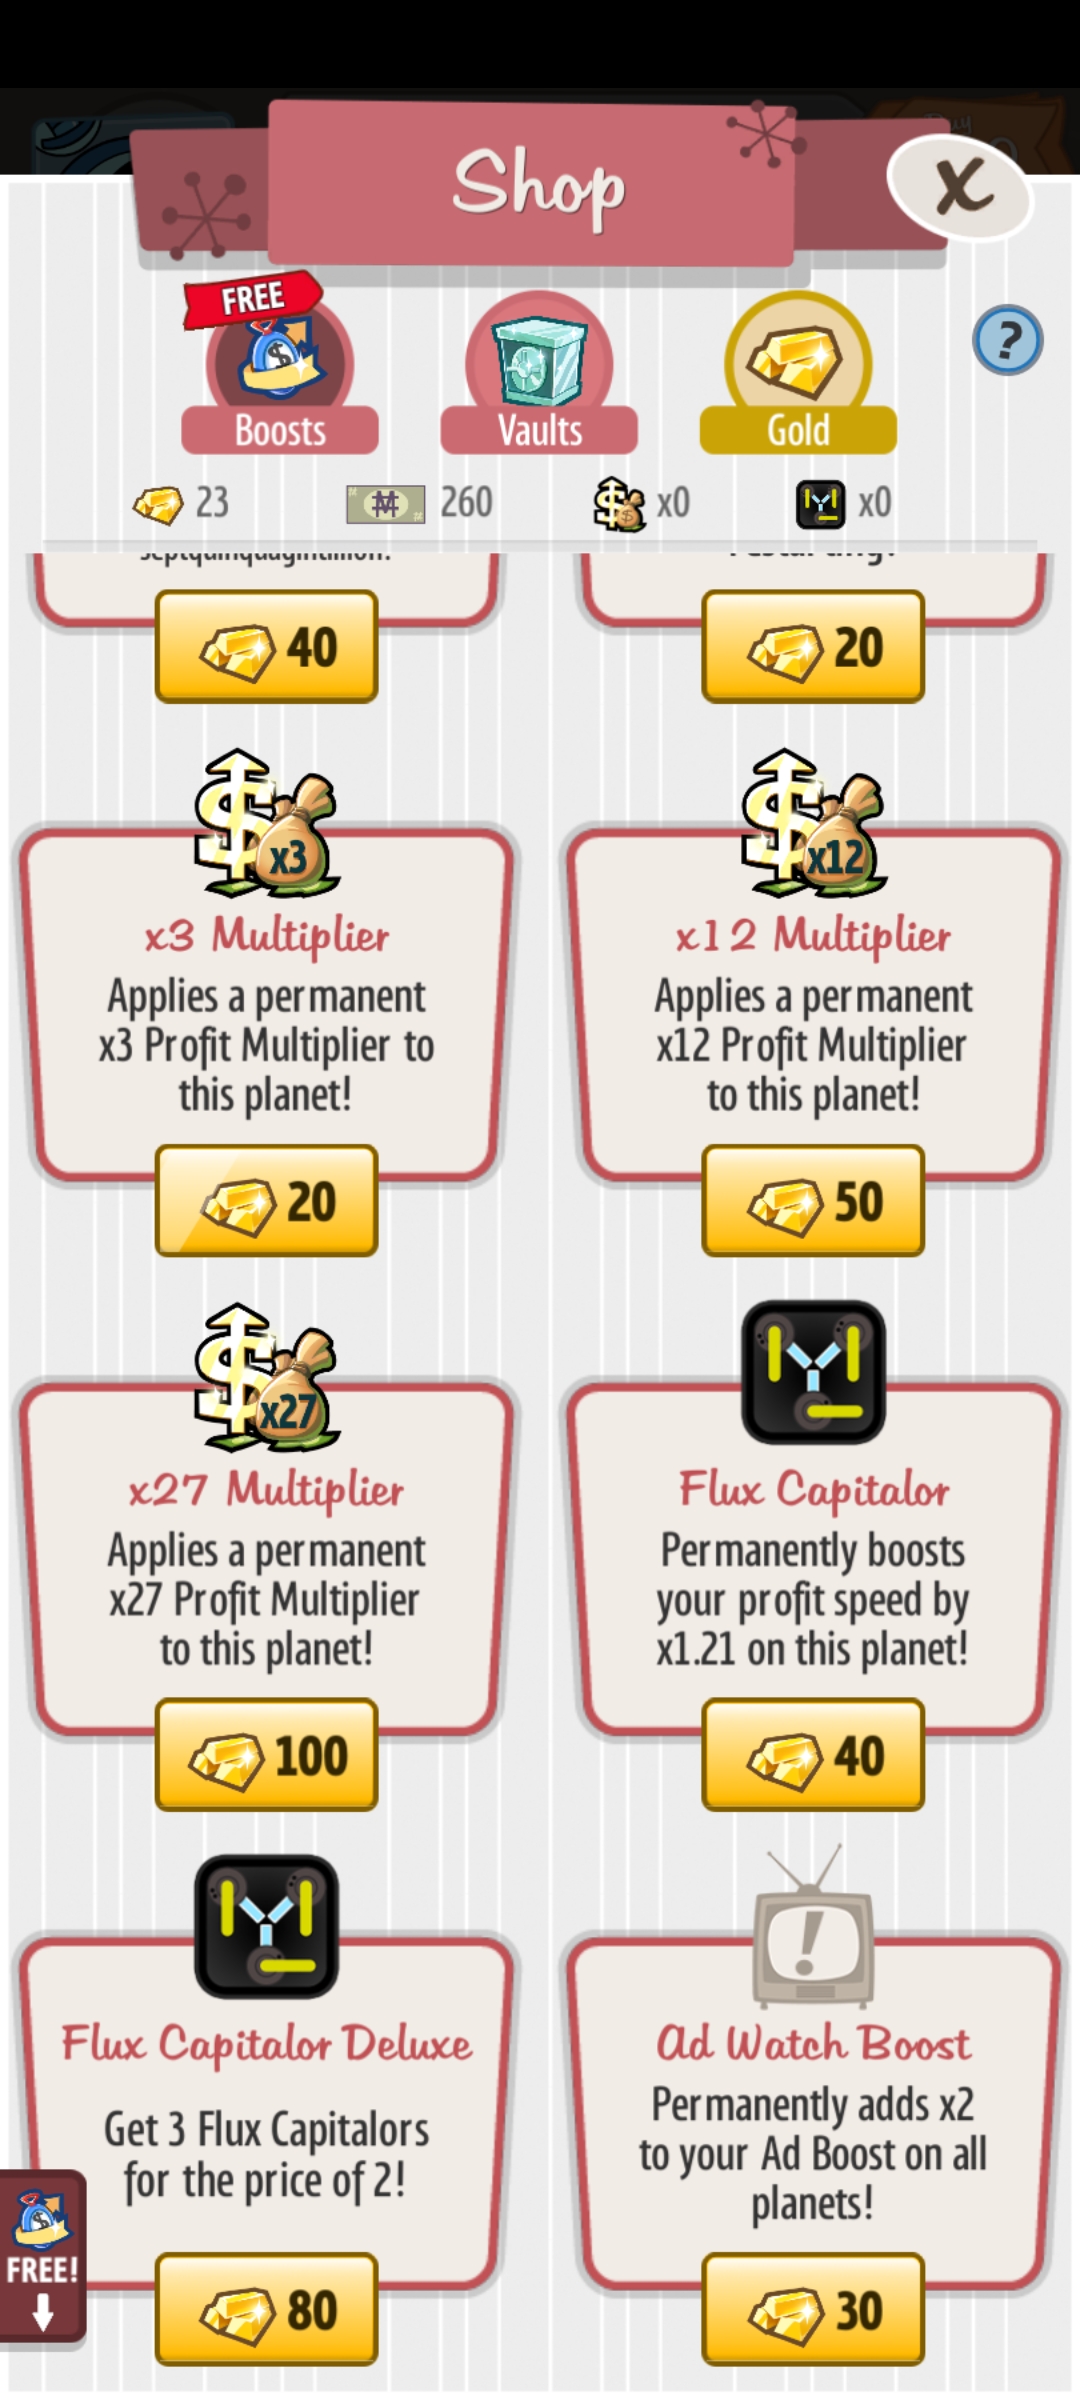 Shop
x
FREE
?
Boosts
Vaults
Gold
23
260
x0
x0
septquinquagintillion!
40
20
x3
x12
x3 Multiplier
x12 Multiplier
Applies a permanent
x3 Profit Multiplier to
this planet!
Applies a permanent
x12 Profit Multiplier
to this planet!
20
50
x27
x27 Multiplier
Flux Capitalor
Applies a permanent
x27 Profit Multiplier
to this planet!
Permanently boosts
your profit speed by
x1.21 on this planet!
100
40
!
Flux Capitalor Deluxe
Ad Watch Boost
Get 3 Flux Capitalors
for the price of 2!
Permanently adds x2
to your Ad Boost on all
planets!
FREE!
80
30